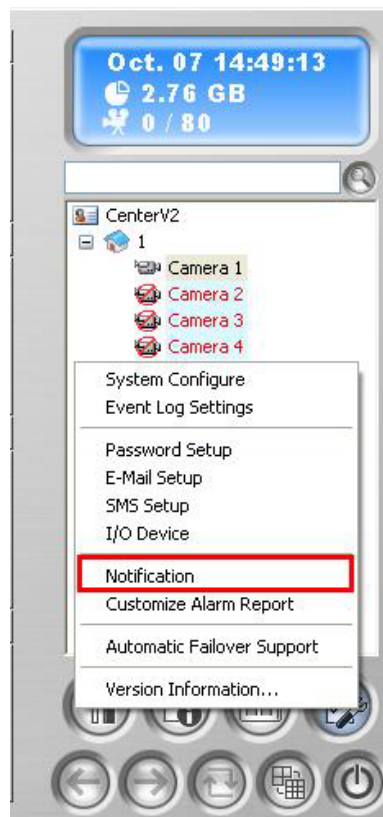 Oct. 07 14:49:13
2.76 GB
0 / 80
CenterV2
1
Camera 1
Camera 2
Camera 3
Camera 4
System Configure
Event Log Settings
Password Setup
E-Mail Setup
SMS Setup
I/O Device
Notification
Customize Alarm Report
Automatic Failover Support
Version Information...